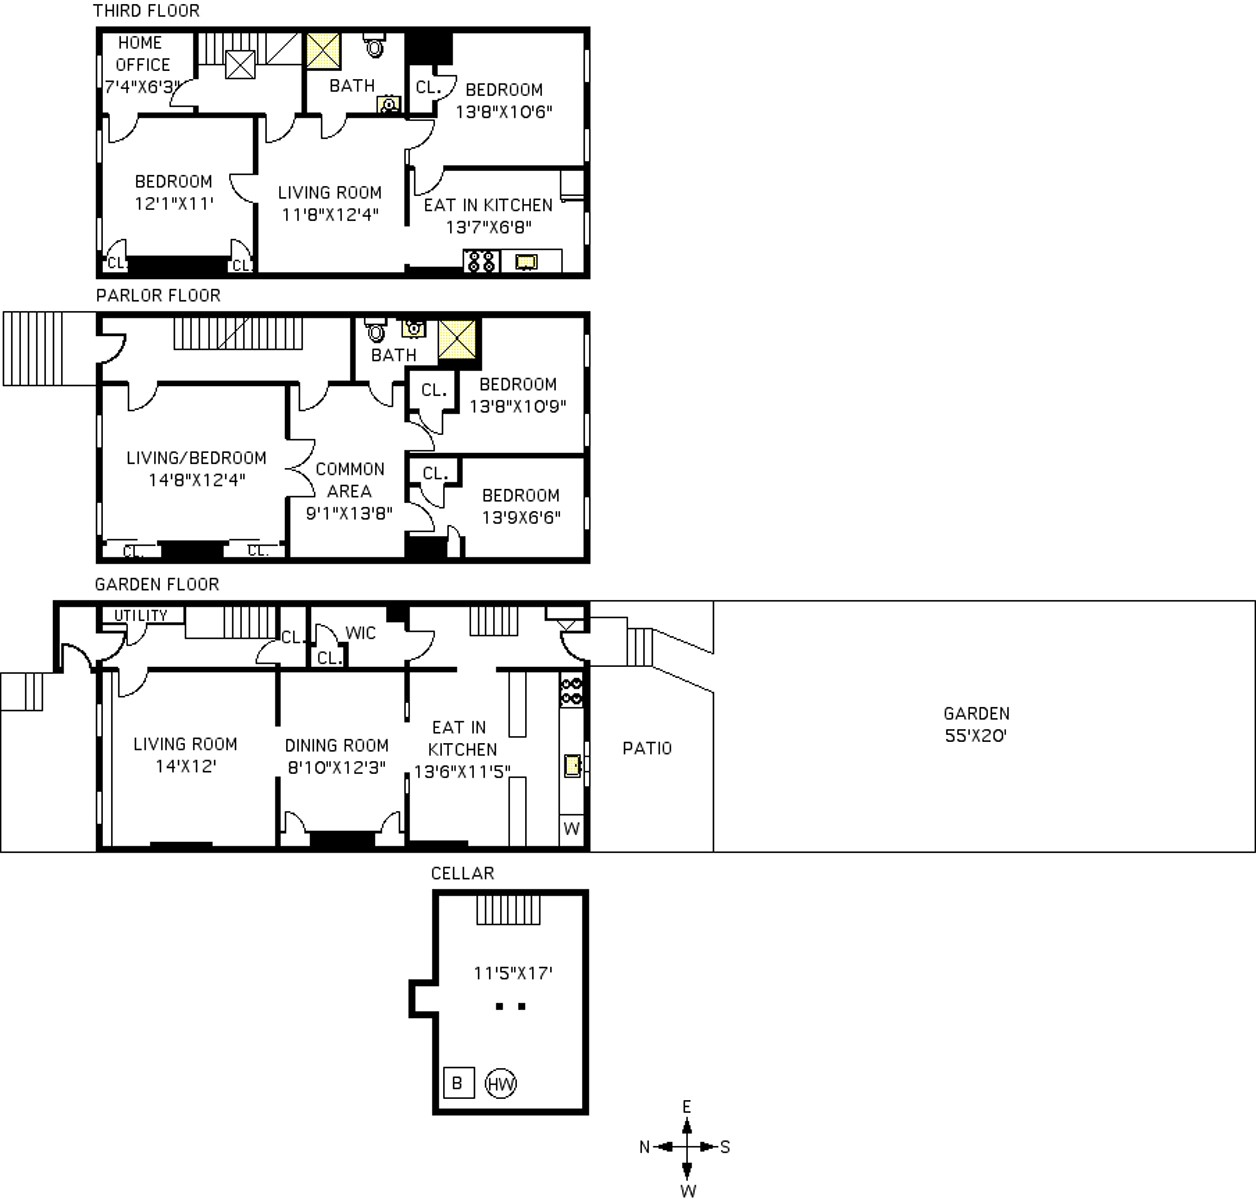 THIRD FLOOR
HOME
OFFICE
7'4"X6'3"
BATH
CL.
BEDROOM
13'8"X10'6"
BEDROOM
12'1"X11'
LIVING ROOM
11'8"X12'4"
EAT IN KITCHEN
13'7"X6'8"
CL.
CL.
PARLOR FLOOR
BATH
CL.
BEDROOM
13'8"X10'9"
LIVING/BEDROOM
14'8"X12'4"
COMMON
AREA
9'1"X13'8"
CL.
BEDROOM
13'9X6'6"
CL.
CL.
GARDEN FLOOR
UTILITY
CL.
WIC
CL.
LIVING ROOM
14'X12'
DINING ROOM
8'10"X12'3"
EAT IN
KITCHEN
13'6"X11'5"
W
PATIO
GARDEN
55'X20'
CELLAR
11'5"X17'
B
HW
E
N
S
W